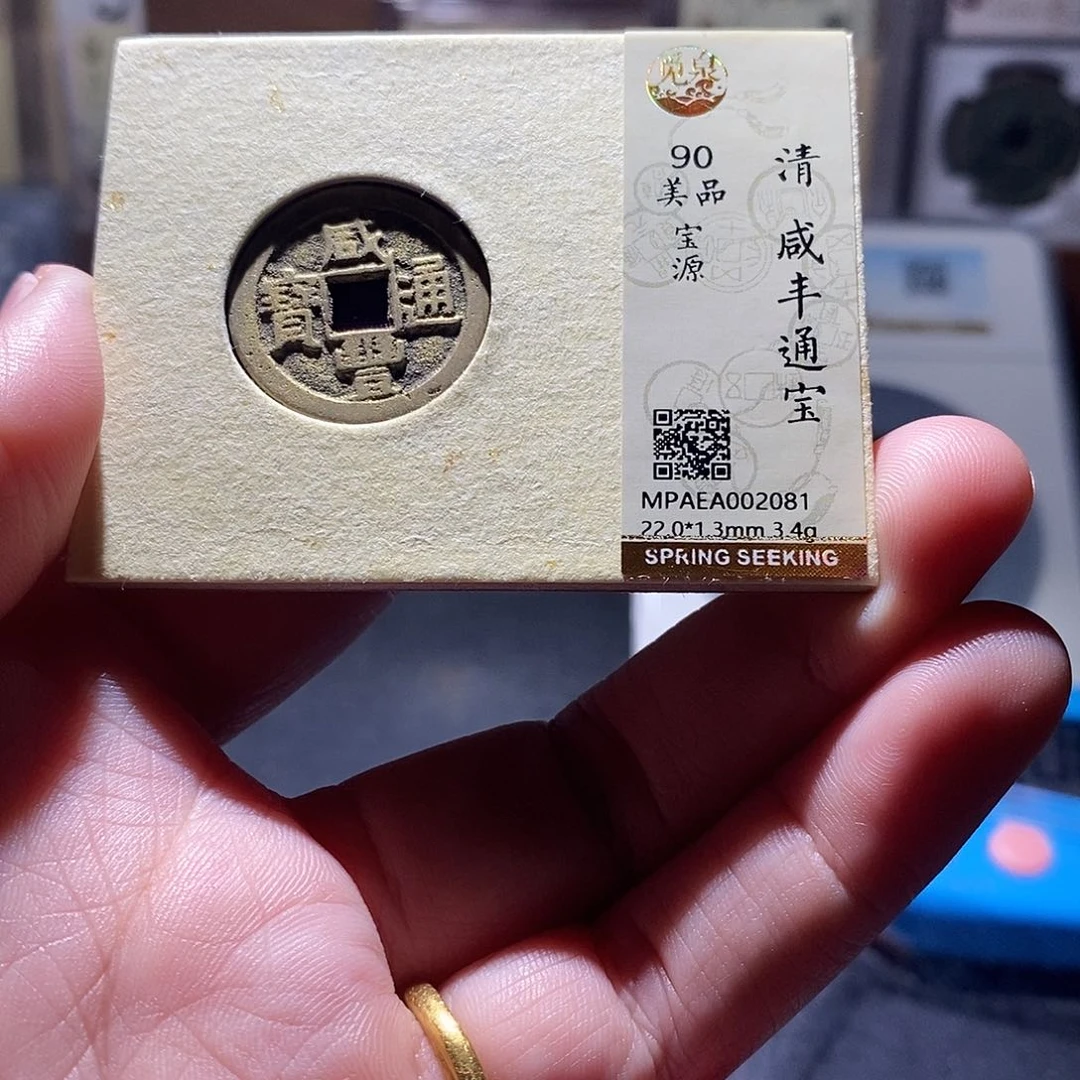 咸豐通寶
觅泉
90
美品
宝
源
清 咸丰通宝
MPAEA002081
22.0*1.3mm 3.4g
SPRING SEEKING